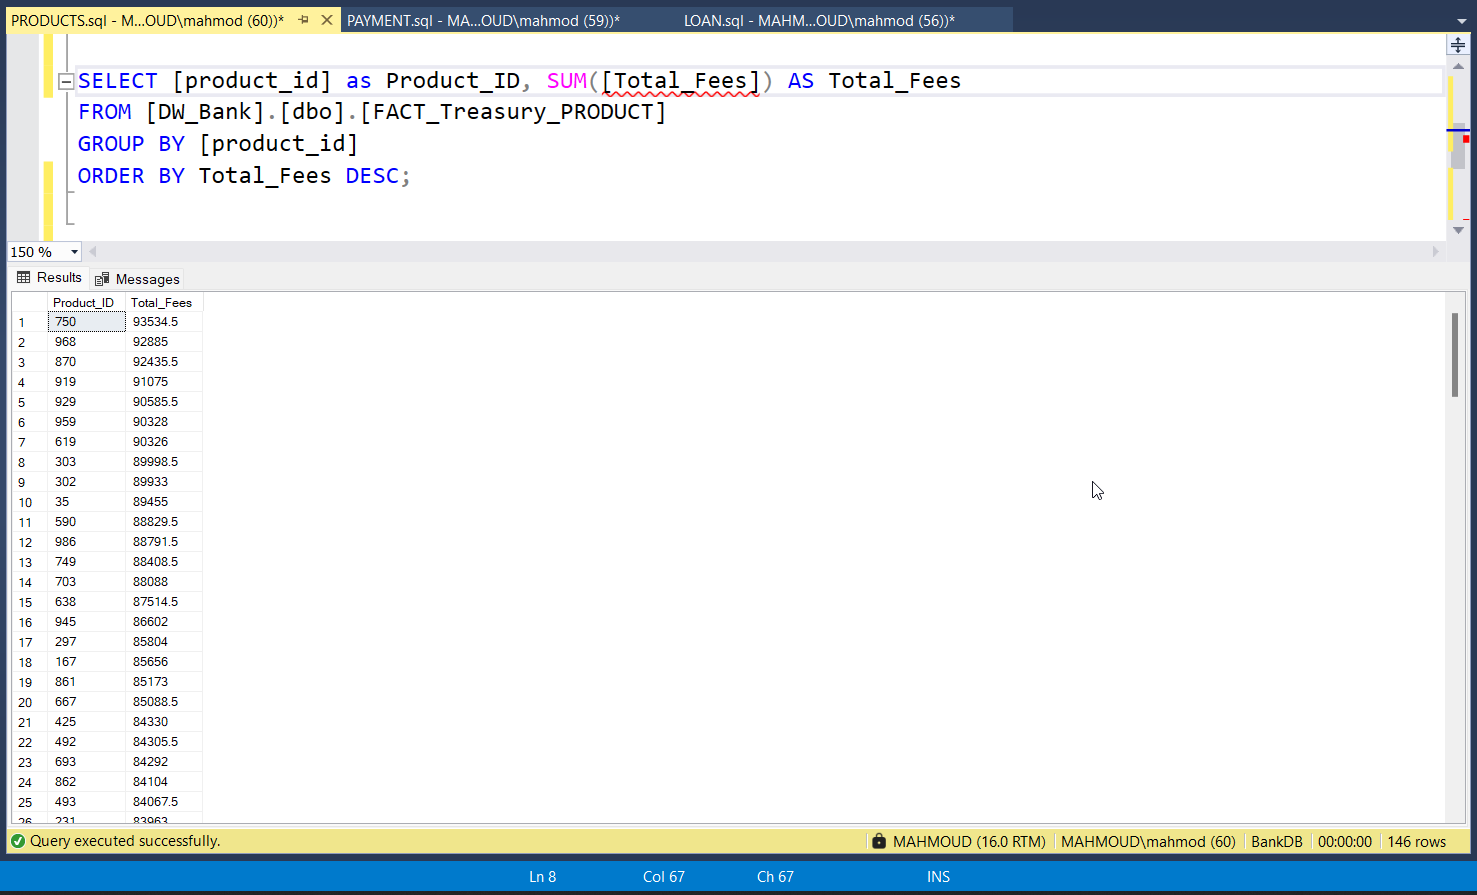 PRODUCTS.sql - M...OUD\mahmod (60))* PAYMENT.sql - MA...OUD\mahmod (59))* LOAN.sql - MAHM...OUD\mahmod (56))*
SELECT [product_id] as Product_ID, SUM([Total_Fees]) AS Total_Fees
FROM [DW_Bank].[dbo].[FACT_Treasury_PRODUCT]
GROUP BY [product_id]
ORDER BY Total_Fees DESC;
150 %
Results Messages
Product_ID Total_Fees
1 750 93534.5
2 968 92885
3 870 92435.5
4 919 91075
5 929 90585.5
6 959 90328
7 619 90326
8 303 89998.5
9 302 89933
10 35 89455
11 590 88829.5
12 986 88791.5
13 749 88408.5
14 703 88088
15 638 87514.5
16 945 86602
17 297 85804
18 167 85656
19 861 85173
20 667 85088.5
21 425 84330
22 492 84305.5
23 693 84292
24 862 84104
25 493 84067.5
26 231 83963
Query executed successfully. MAHMOUD (16.0 RTM) MAHMOUD\mahmod (60) BankDB 00:00:00 146 rows
Ln 8 Col 67 Ch 67 INS